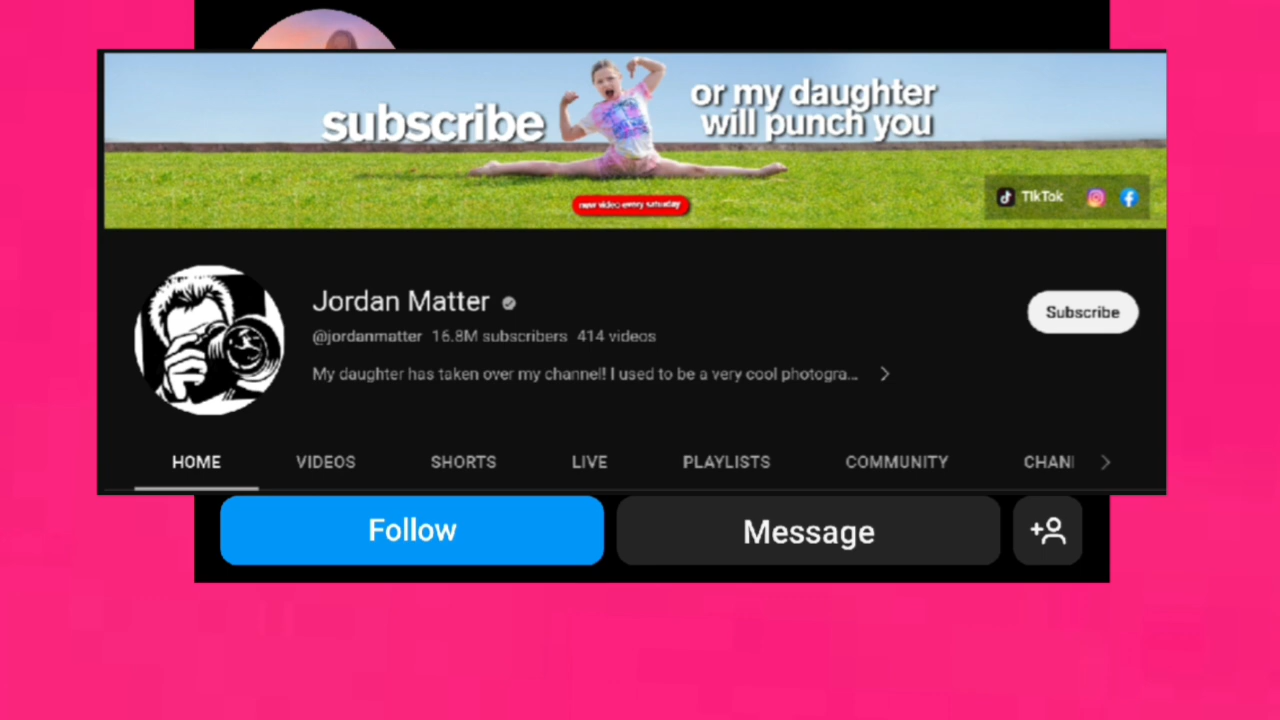 subscribe
or my daughter
will punch you
new video every saturday
TikTok
Jordan Matter
@jordanmatter 16.8M subscribers 414 videos
My daughter has taken over my channel! I used to be a very cool photogra...
Subscribe
HOME VIDEOS SHORTS LIVE PLAYLISTS COMMUNITY CHAN
Follow Message